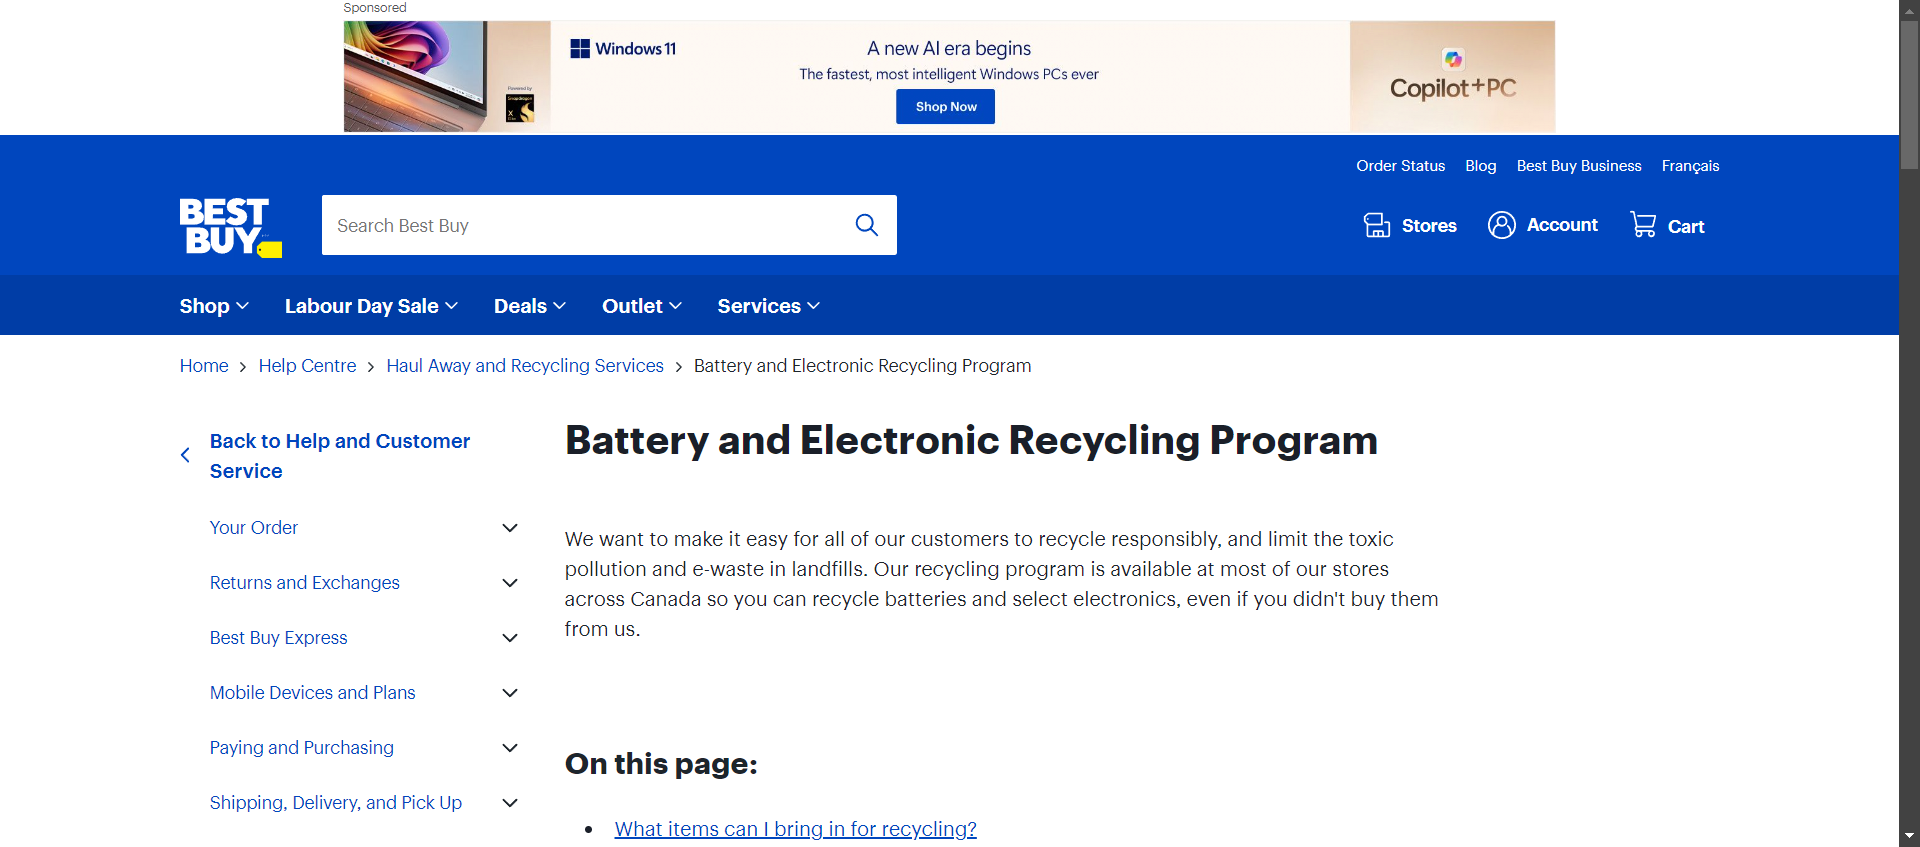 Sponsored
Windows 11
A new AI era begins
The fastest, most intelligent Windows PCs ever
Shop Now
Powered by
Snapdragon
X
Elite
Copilot+PC
Order Status
Blog
Best Buy Business
Français
BEST
BUY
Search Best Buy
Stores
Account
Cart
Shop
Labour Day Sale
Deals
Outlet
Services
Home > Help Centre > Haul Away and Recycling Services > Battery and Electronic Recycling Program
Back to Help and Customer
Service
Your Order
Returns and Exchanges
Best Buy Express
Mobile Devices and Plans
Paying and Purchasing
Shipping, Delivery, and Pick Up
Battery and Electronic Recycling Program
We want to make it easy for all of our customers to recycle responsibly, and limit the toxic
pollution and e-waste in landfills. Our recycling program is available at most of our stores
across Canada so you can recycle batteries and select electronics, even if you didn't buy them
from us.
On this page:
• What items can I bring in for recycling?